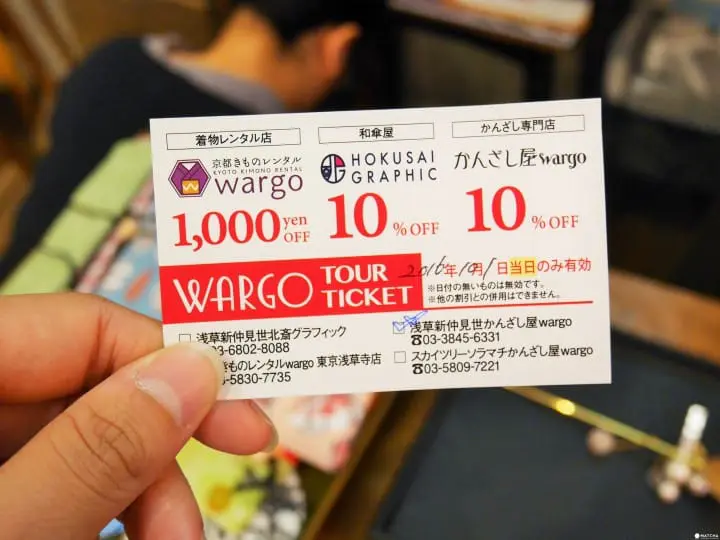 着物レンタル店
和傘屋
かんざし専門店
京都きものレンタル
KYOTO KIMONO RENTAL
wargo
HOKUSAI
GRAPHIC
かんざし屋wargo
1,000 yen OFF
10 % OFF
10 % OFF
WARGO TOUR TICKET
2016年10月1日当日のみ有効
※日付の無いものは無効です。
※他の割引との併用はできません。
浅草新仲見世北斎グラフィック
03-6802-8088
きものレンタルwargo 東京浅草寺店
-5830-7735
浅草新仲見世かんざし屋wargo
☎03-3845-6331
スカイツリーソラマチかんざし屋wargo
☎03-5809-7221
MATCHA